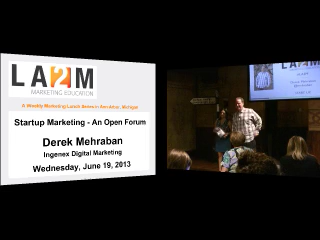 LA2M
MARKETING EDUCATION
A Weekly Marketing Lunch Series in Ann Arbor, Michigan
Startup Marketing - An Open Forum
Derek Mehraban
Ingenex Digital Marketing
Wednesday, June 19, 2013